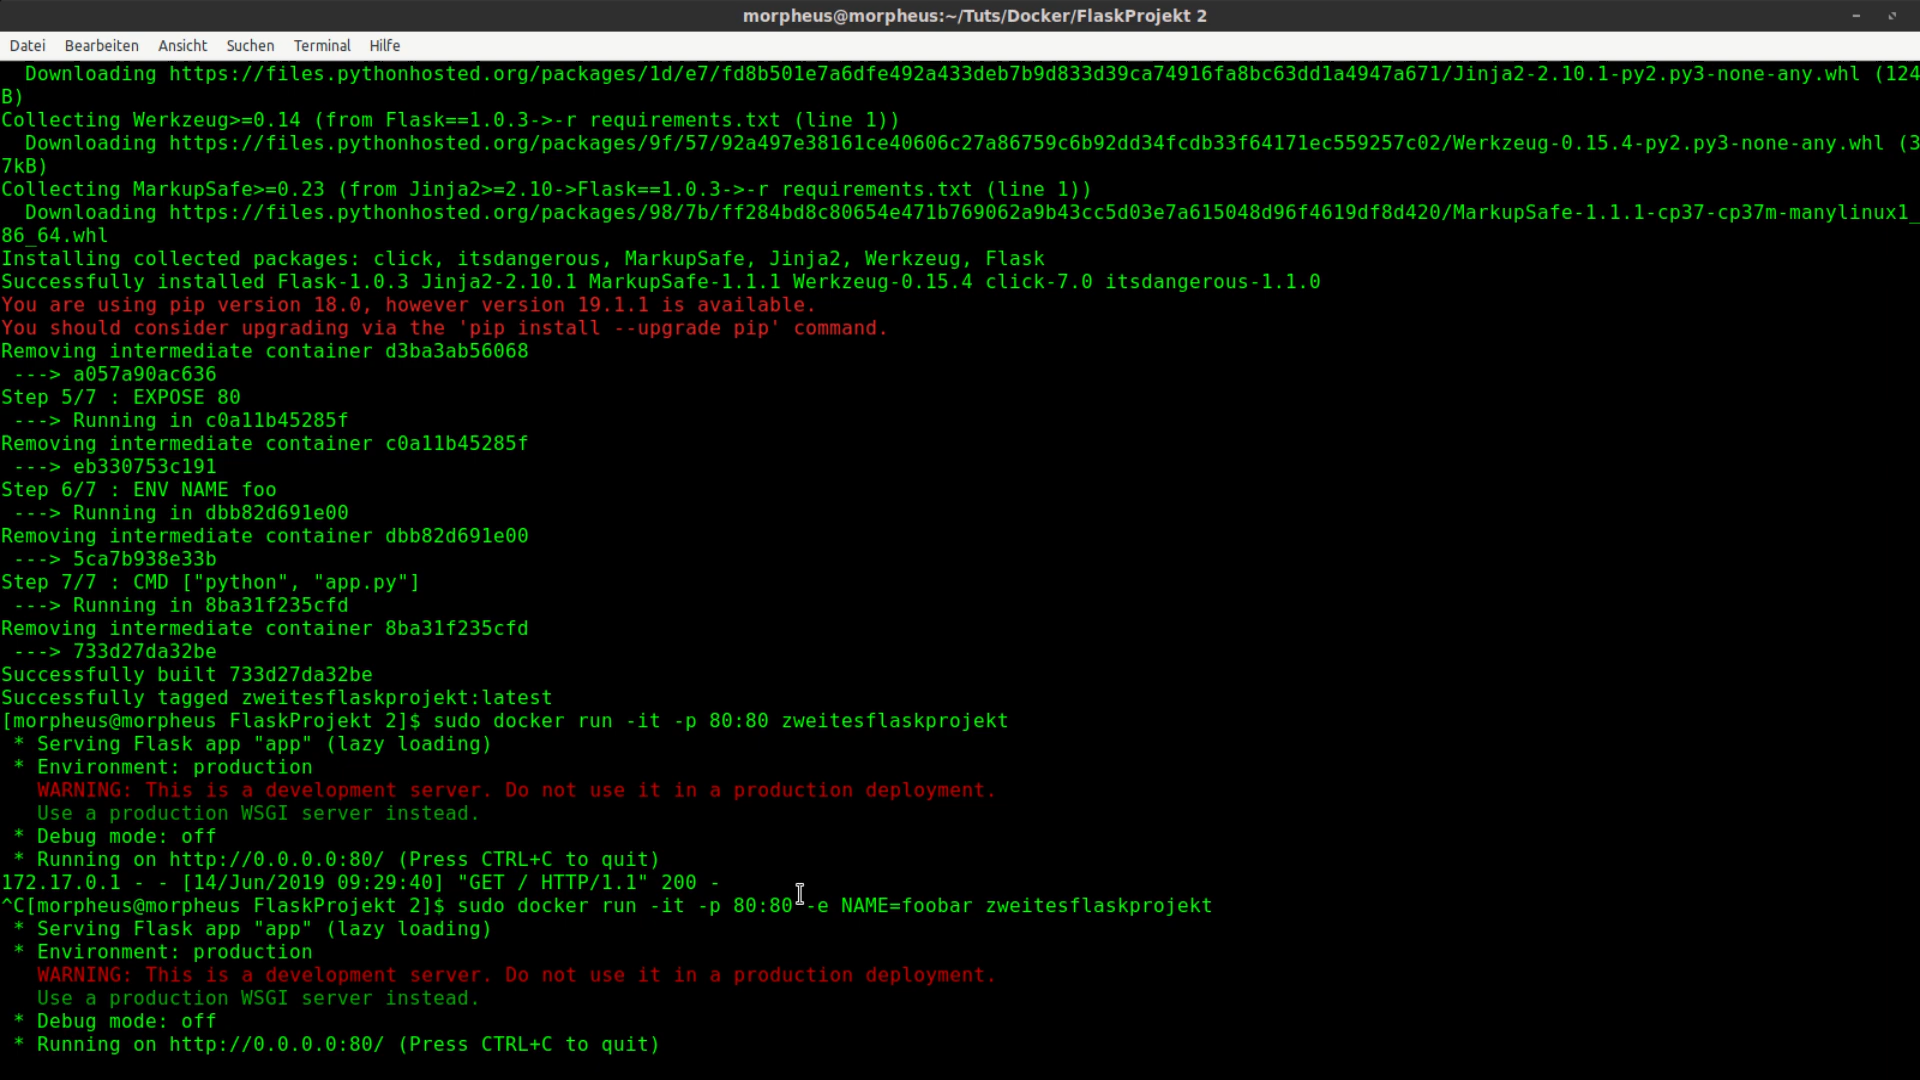 morpheus@morpheus:~/Tuts/Docker/FlaskProjekt 2
Datei Bearbeiten Ansicht Suchen Terminal Hilfe
  Downloading https://files.pythonhosted.org/packages/1d/e7/fd8b501e7a6dfe492a433deb7b9d833d39ca74916fa8bc63dd1a4947a671/Jinja2-2.10.1-py2.py3-none-any.whl (124
B)
Collecting Werkzeug>=0.14 (from Flask==1.0.3->-r requirements.txt (line 1))
  Downloading https://files.pythonhosted.org/packages/9f/57/92a497e38161ce40606c27a86759c6b92dd34fcdb33f64171ec559257c02/Werkzeug-0.15.4-py2.py3-none-any.whl (3
7kB)
Collecting MarkupSafe>=0.23 (from Jinja2>=2.10->Flask==1.0.3->-r requirements.txt (line 1))
  Downloading https://files.pythonhosted.org/packages/98/7b/ff284bd8c80654e471b769062a9b43cc5d03e7a615048d96f4619df8d420/MarkupSafe-1.1.1-cp37-cp37m-manylinux1_
86_64.whl
Installing collected packages: click, itsdangerous, MarkupSafe, Jinja2, Werkzeug, Flask
Successfully installed Flask-1.0.3 Jinja2-2.10.1 MarkupSafe-1.1.1 Werkzeug-0.15.4 click-7.0 itsdangerous-1.1.0
You are using pip version 18.0, however version 19.1.1 is available.
You should consider upgrading via the 'pip install --upgrade pip' command.
Removing intermediate container d3ba3ab56068
 ---> a057a90ac636
Step 5/7 : EXPOSE 80
 ---> Running in c0a11b45285f
Removing intermediate container c0a11b45285f
 ---> eb330753c191
Step 6/7 : ENV NAME foo
 ---> Running in dbb82d691e00
Removing intermediate container dbb82d691e00
 ---> 5ca7b938e33b
Step 7/7 : CMD ["python", "app.py"]
 ---> Running in 8ba31f235cfd
Removing intermediate container 8ba31f235cfd
 ---> 733d27da32be
Successfully built 733d27da32be
Successfully tagged zweitesflaskprojekt:latest
[morpheus@morpheus FlaskProjekt 2]$ sudo docker run -it -p 80:80 zweitesflaskprojekt
 * Serving Flask app "app" (lazy loading)
 * Environment: production
   WARNING: This is a development server. Do not use it in a production deployment.
   Use a production WSGI server instead.
 * Debug mode: off
 * Running on http://0.0.0.0:80/ (Press CTRL+C to quit)
172.17.0.1 - - [14/Jun/2019 09:29:40] "GET / HTTP/1.1" 200 -
^C[morpheus@morpheus FlaskProjekt 2]$ sudo docker run -it -p 80:80 -e NAME=foobar zweitesflaskprojekt
 * Serving Flask app "app" (lazy loading)
 * Environment: production
   WARNING: This is a development server. Do not use it in a production deployment.
   Use a production WSGI server instead.
 * Debug mode: off
 * Running on http://0.0.0.0:80/ (Press CTRL+C to quit)